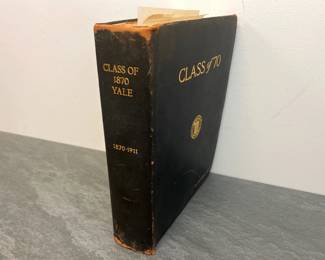 CLASS OF
1870
YALE
1870-1911
CLASS of '70